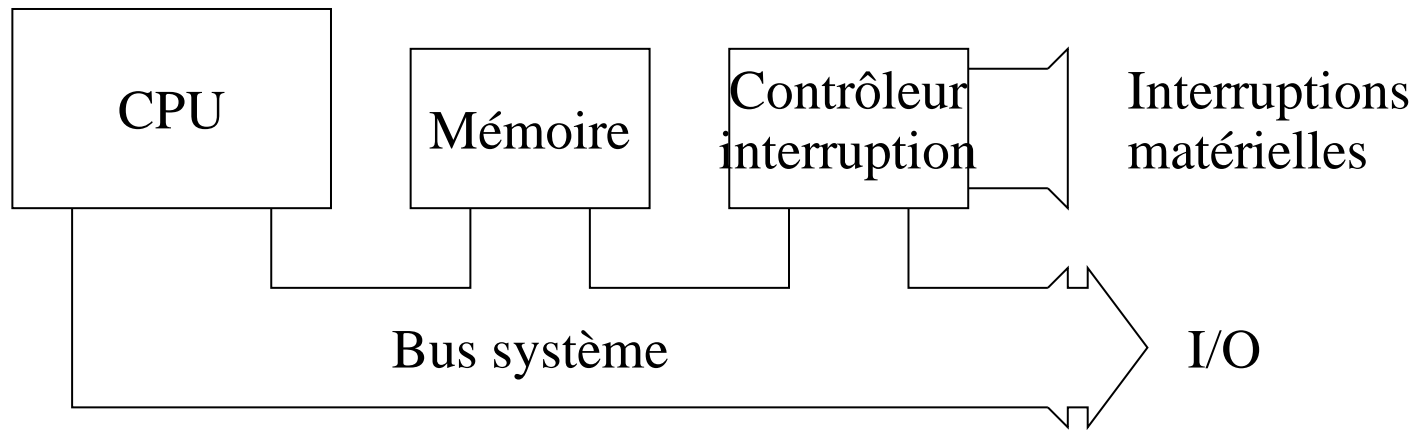 CPU
Mémoire
Contrôleur
interruption
Interruptions
matérielles
Bus système
I/O